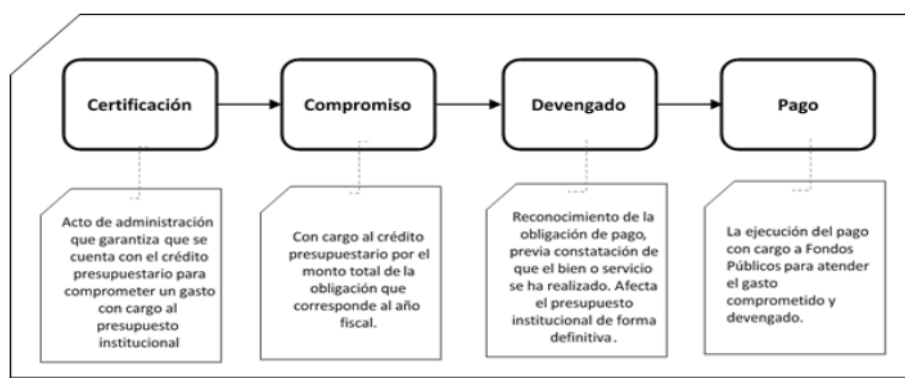 Certificación
Compromiso
Devengado
Pago
Acto de administración
que garantiza que se
cuenta con el crédito
presupuestario para
comprometer un gasto
con cargo al
presupuesto
institucional
Con cargo al crédito
presupuestario por el
monto total de la
obligación que
corresponde al año
fiscal.
Reconocimiento de la
obligación de pago,
previa constatación de
que el bien o servicio
se ha realizado. Afecta
el presupuesto
institucional de forma
definitiva .
La ejecución del pago
con cargo a Fondos
Públicos para atender
el gasto
comprometido y
devengado.